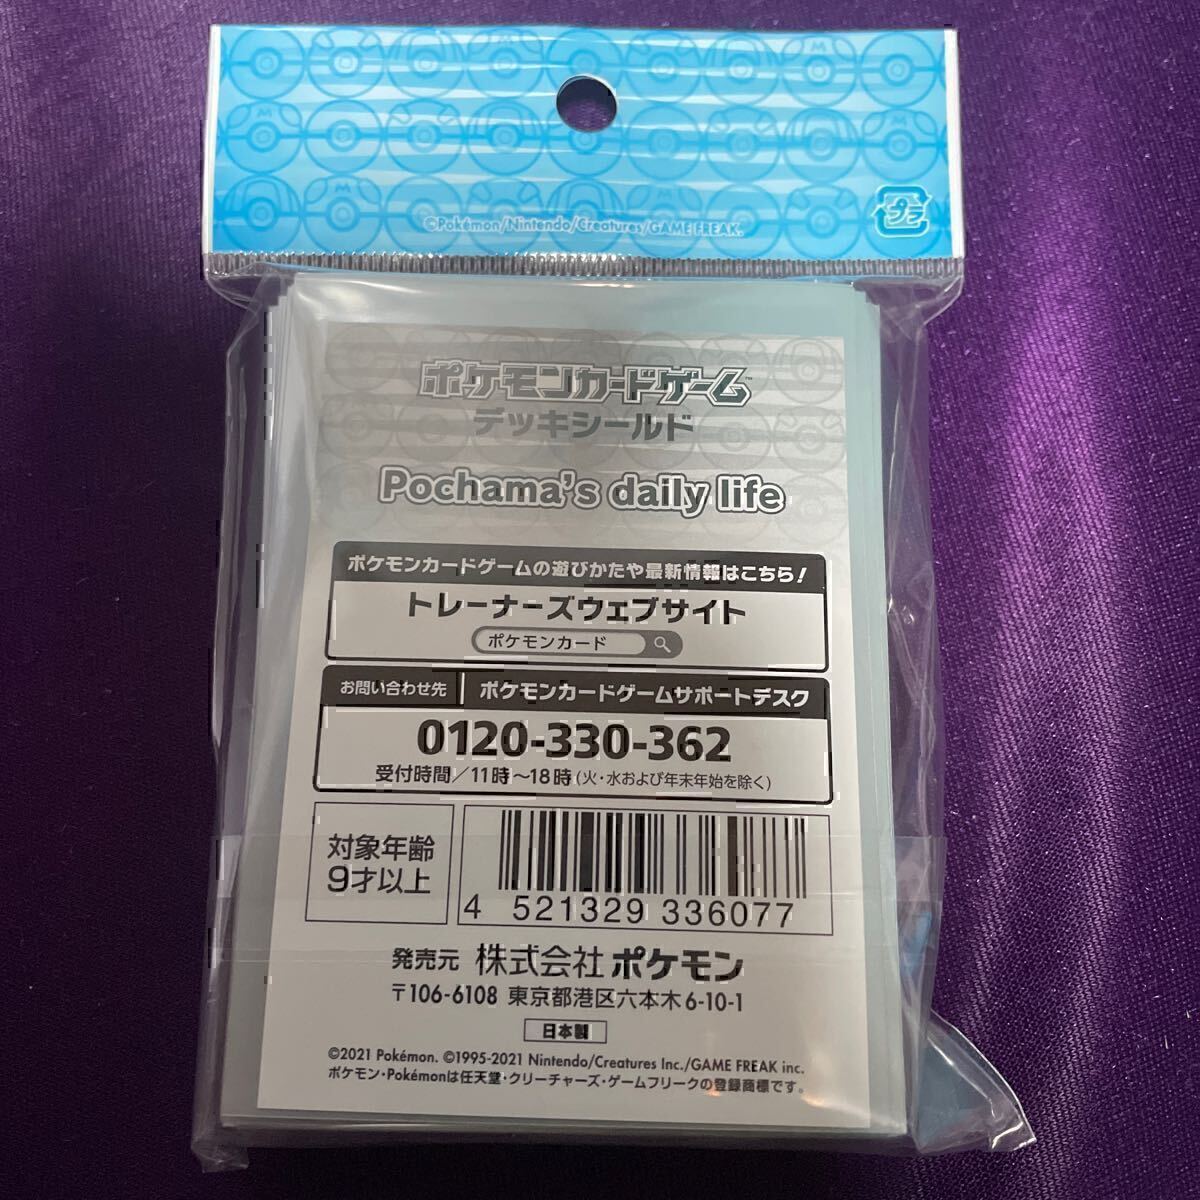 ©Pokémon/Nintendo/Creatures/GAME FREAK.
プラ
ポケモンカードゲーム™
デッキシールド
Pochama's daily life
ポケモンカードゲームの遊びかたや最新情報はこちら!
トレーナーズウェブサイト
ポケモンカード
お問い合わせ先 ポケモンカードゲームサポートデスク
0120-330-362
受付時間/11時~18時(火・水および年末年始を除く)
対象年齢
9才以上
4 521329 336077
発売元 株式会社 ポケモン
〒106-6108 東京都港区六本木6-10-1
日本製
©2021 Pokémon. ©1995-2021 Nintendo/Creatures Inc./GAME FREAK inc.
ポケモン・Pokémonは任天堂・クリーチャーズ・ゲームフリークの登録商標です。